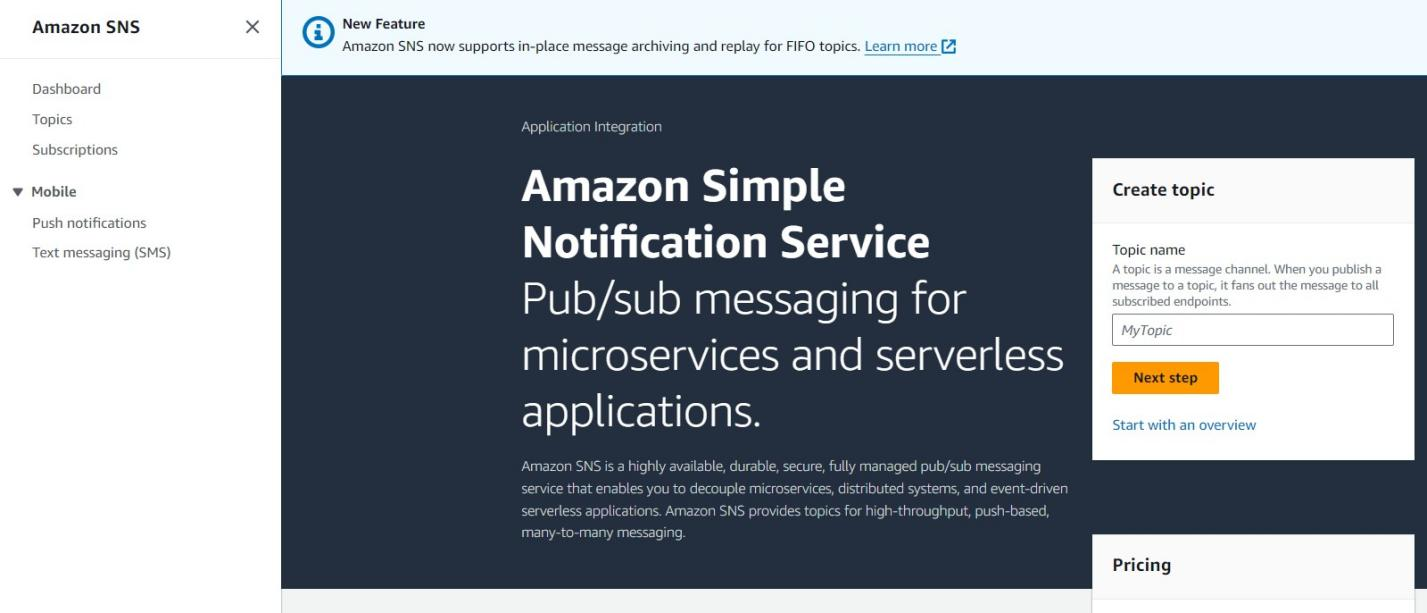 Amazon SNS
Dashboard
Topics
Subscriptions
Mobile
Push notifications
Text messaging (SMS)
New Feature
Amazon SNS now supports in-place message archiving and replay for FIFO topics. Learn more
Application Integration
Amazon Simple
Notification Service
Pub/sub messaging for
microservices and serverless
applications.
Amazon SNS is a highly available, durable, secure, fully managed pub/sub messaging
service that enables you to decouple microservices, distributed systems, and event-driven
serverless applications. Amazon SNS provides topics for high-throughput, push-based,
many-to-many messaging.
Create topic
Topic name
A topic is a message channel. When you publish a
message to a topic, it fans out the message to all
subscribed endpoints.
MyTopic
Next step
Start with an overview
Pricing